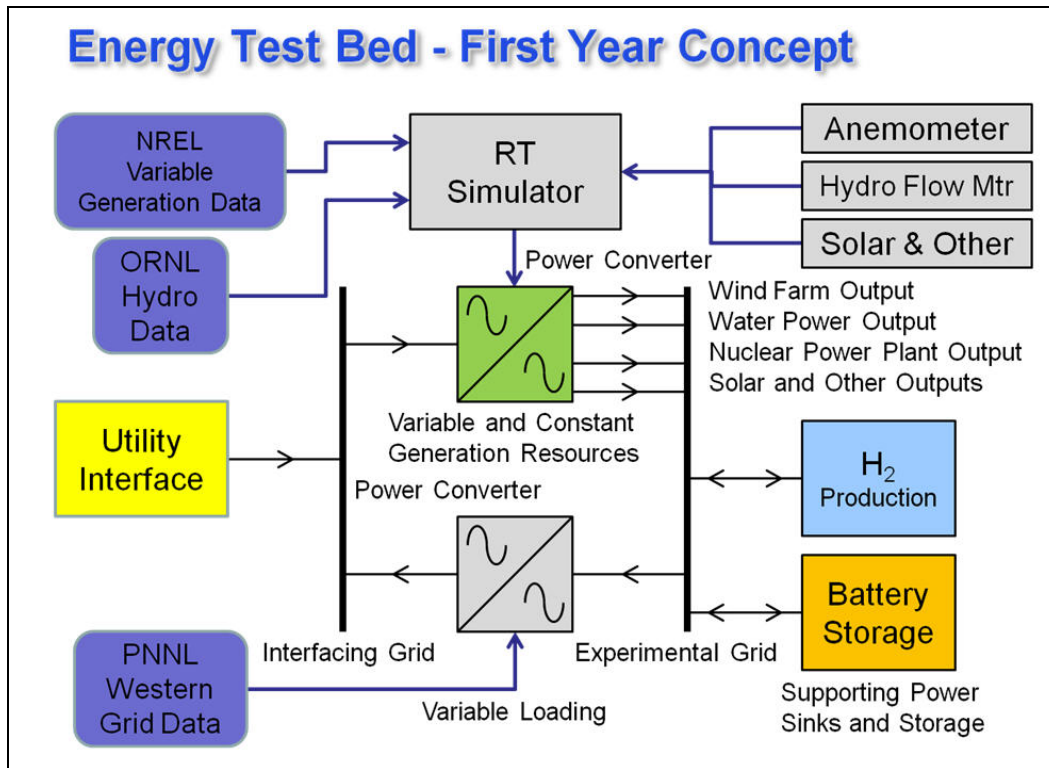 Energy Test Bed - First Year Concept
NREL
Variable
Generation Data
RT
Simulator
Anemometer
Hydro Flow Mtr
Solar & Other
ORNL
Hydro
Data
Power Converter
Wind Farm Output
Water Power Output
Nuclear Power Plant Output
Solar and Other Outputs
Variable and Constant
Generation Resources
Utility
Interface
Power Converter
H₂
Production
Battery
Storage
Interfacing Grid
Experimental Grid
PNNL
Western
Grid Data
Variable Loading
Supporting Power
Sinks and Storage